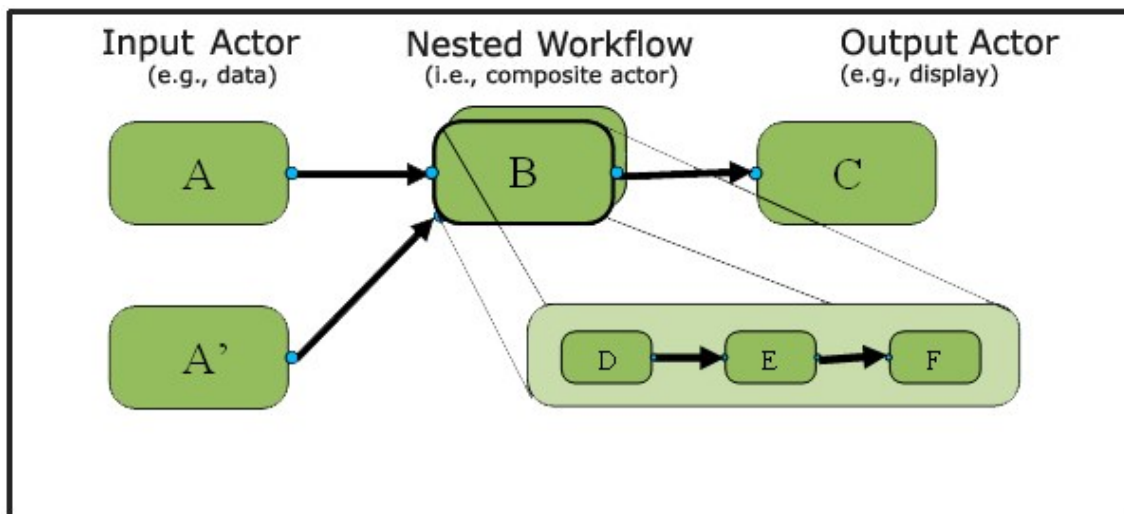 Input Actor
(e.g., data)
Nested Workflow
(i.e., composite actor)
Output Actor
(e.g., display)
A
B
C
A’
D
E
F